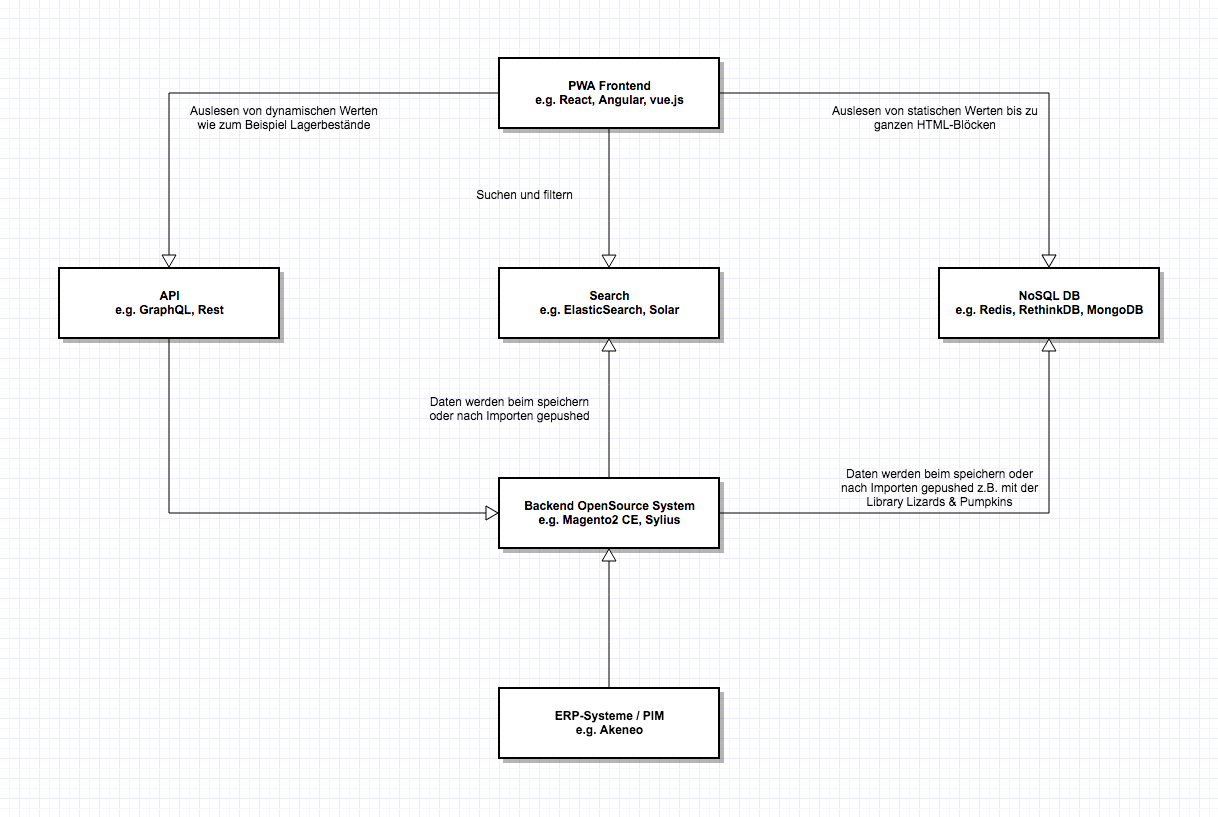 PWA Frontend
e.g. React, Angular, vue.js
Auslesen von dynamischen Werten
wie zum Beispiel Lagerbestände
Auslesen von statischen Werten bis zu
ganzen HTML-Blöcken
Suchen und filtern
API
e.g. GraphQL, Rest
Search
e.g. ElasticSearch, Solar
NoSQL DB
e.g. Redis, RethinkDB, MongoDB
Daten werden beim speichern
oder nach Importen gepushed
Daten werden beim speichern oder
nach Importen gepushed z.B. mit der
Library Lizards & Pumpkins
Backend OpenSource System
e.g. Magento2 CE, Sylius
ERP-Systeme / PIM
e.g. Akeneo